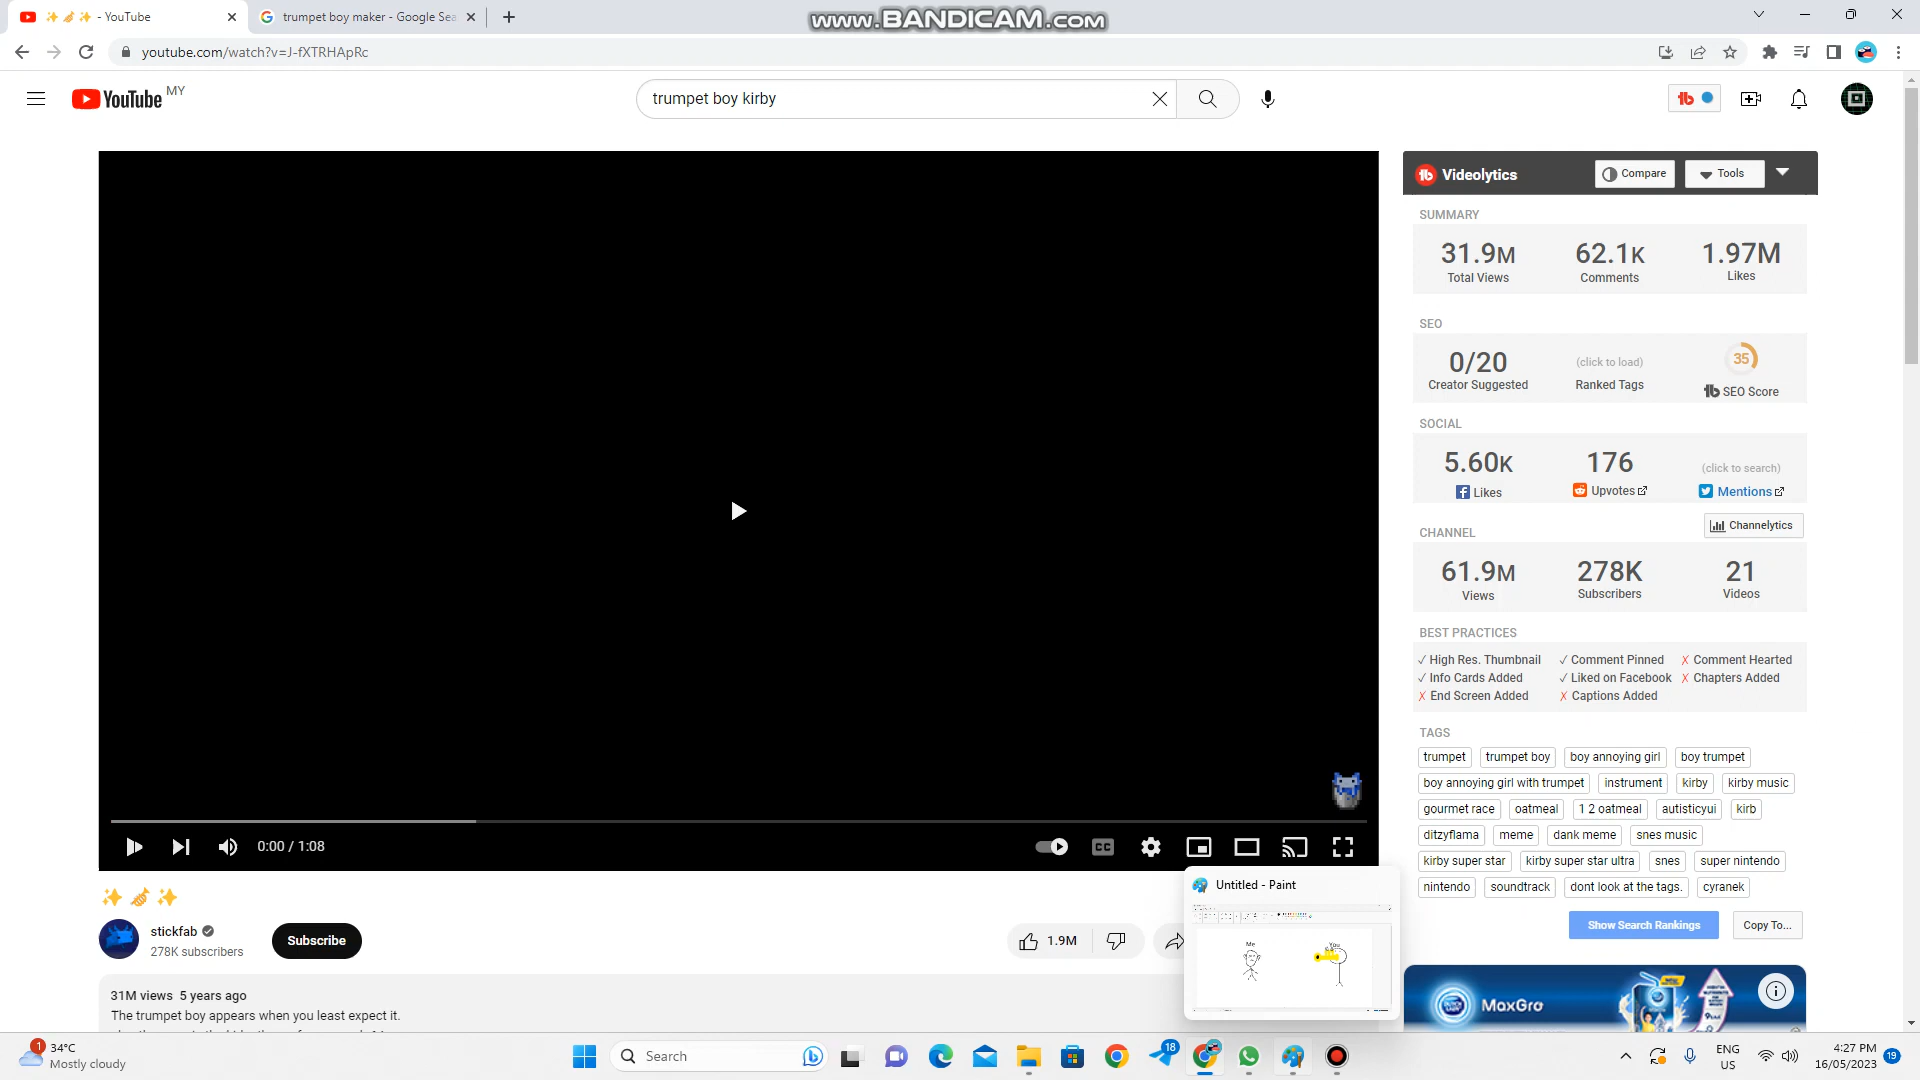 - YouTube
trumpet boy maker - Google Sea
www.BANDICAM.com
youtube.com/watch?v=J-fXTRHApRc
YouTube MY
trumpet boy kirby
Videolytics
Compare
Tools
SUMMARY
31.9M
62.1K
1.97M
Total Views
Comments
Likes
SEO
0/20
(click to load)
35
Creator Suggested
Ranked Tags
SEO Score
SOCIAL
5.60K
176
(click to search)
Likes
Upvotes
Mentions
CHANNEL
Channelytics
61.9M
278K
21
Views
Subscribers
Videos
BEST PRACTICES
✓ High Res. Thumbnail
✓ Comment Pinned
✗ Comment Hearted
✓ Info Cards Added
✓ Liked on Facebook
✗ Chapters Added
✗ End Screen Added
✗ Captions Added
TAGS
trumpet
trumpet boy
boy annoying girl
boy trumpet
boy annoying girl with trumpet
instrument
kirby
kirby music
gourmet race
oatmeal
1 2 oatmeal
autisticyui
kirb
ditzyflama
meme
dank meme
snes music
kirby super star
kirby super star ultra
snes
super nintendo
nintendo
soundtrack
dont look at the tags.
cyranek
Show Search Rankings
Copy To...
MaxGro
0:00 / 1:08
CC
Untitled - Paint
Me
You
stickfab
278K subscribers
Subscribe
1.9M
31M views 5 years ago
The trumpet boy appears when you least expect it.
1
34°C
Mostly cloudy
Search
18
ENG
US
4:27 PM
16/05/2023
19